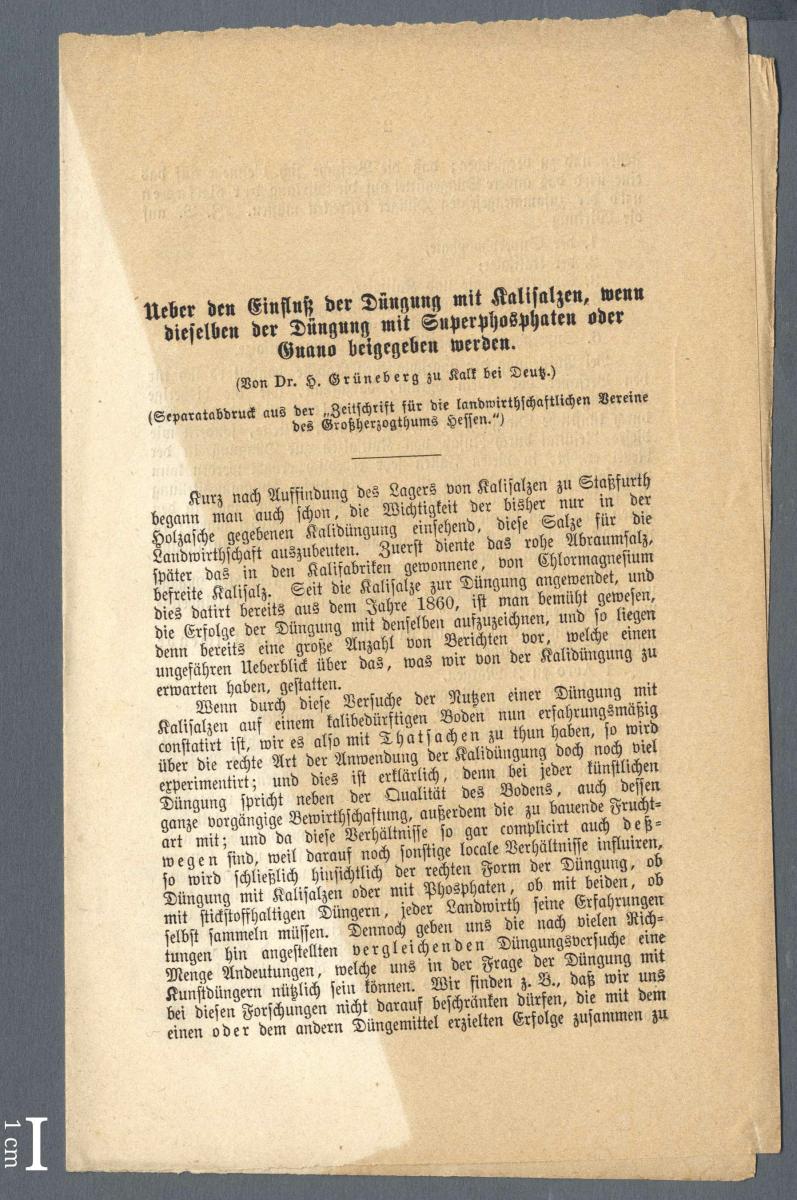 Ueber den Einfluß der Düngung mit Kalisalzen, wenn
dieselben der Düngung mit Superphosphaten oder
Guano beigegeben werden.
(Von Dr. H. Grüneberg zu Kalk bei Deutz.)
(Separatabdruck aus der „Zeitschrift für die landwirthschaftlichen Vereine
des Großherzogthums Hessen.“)
Kurz nach Auffindung des Lagers von Kalisalzen zu Staßfurth
begann man auch schon, die Wichtigkeit der bisher nur in der
Holzasche gegebenen Kalidüngung einsehend, diese Salze für die
Landwirthschaft auszubeuten. Zuerst diente das rohe Abraumsalz,
später das in den Kalifabriken gewonnene, von Chlormagnesium
befreite Kalisalz. Seit die Kalisalze zur Düngung angewendet, und
dies datirt bereits aus dem Jahre 1860, ist man bemüht gewesen,
die Erfolge der Düngung mit denselben aufzuzeichnen, und so liegen
denn bereits eine große Anzahl von Berichten vor, welche einen
ungefähren Ueberblick über das, was wir von der Kalidüngung zu
erwarten haben, gestatten.
Wenn durch diese Versuche der Nutzen einer Düngung mit
Kalisalzen auf einem kalibedürftigen Boden nun erfahrungsmäßig
constatirt ist, wir es also mit Thatsachen zu thun haben, so wird
über die rechte Art der Anwendung der Kalidüngung doch noch viel
experimentirt; und dies ist erklärlich, denn bei jeder künstlichen
Düngung spricht neben der Qualität des Bodens, auch dessen
ganze vorgängige Bewirthschaftung, außerdem die zu bauende Frucht-
art mit; und da diese Verhältnisse so gar complicirt auch deß-
wegen sind, weil darauf noch sonstige locale Verhältnisse influiren,
so wird schließlich hinsichtlich der rechten Form der Düngung, ob
Düngung mit Kalisalzen oder mit Phosphaten, ob mit beiden, ob
mit stickstoffhaltigen Düngern, jeder Landwirth seine Erfahrungen
selbst sammeln müssen. Dennoch geben uns die nach vielen Rich-
tungen hin angestellten vergleichenden Düngungsversuche eine
Menge Andeutungen, welche uns in der Frage der Düngung mit
Kunstdüngern nützlich sein können. Wir finden z. B., daß wir uns
bei diesen Forschungen nicht darauf beschränken dürfen, die mit dem
einen oder dem andern Düngemittel erzielten Erfolge zusammen zu
1 cm